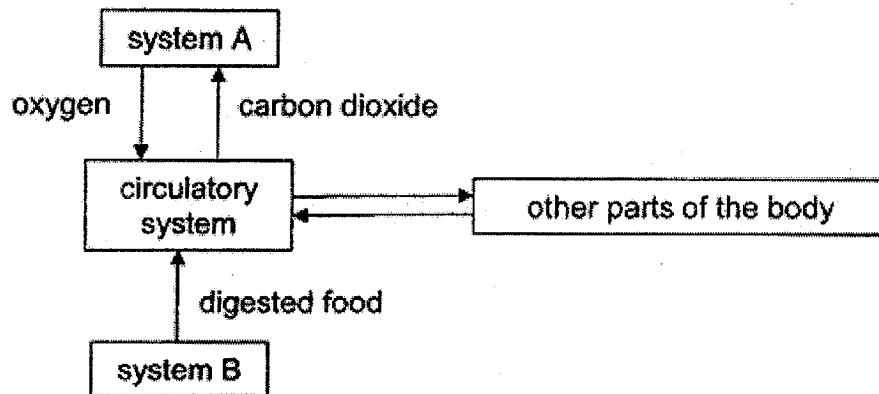 system A
oxygen
carbon dioxide
circulatory
system
other parts of the body
digested food
system B